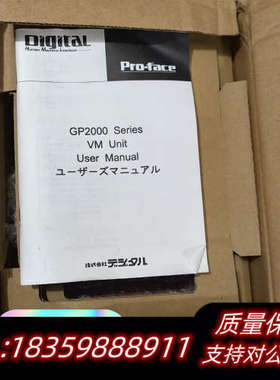 Digital
Human Machine Interface
Pro-face
GP2000 Series
VM Unit
User Manual
ユーザーズマニュアル
株式会社デジタル
:18359888911
质量保
支持对么